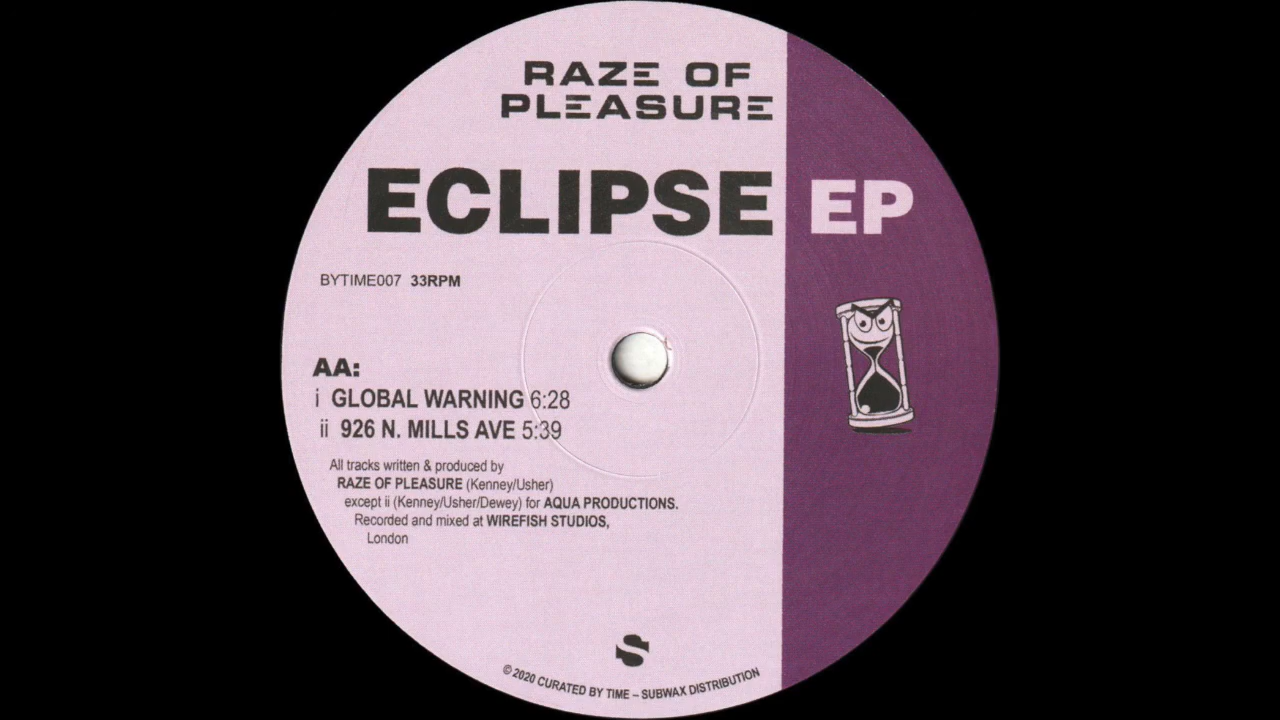 RAZE OF
PLEASURE
ECLIPSE EP
BYTIME007 33RPM
AA:
i GLOBAL WARNING 6:28
ii 926 N. MILLS AVE 5:39
All tracks written & produced by
RAZE OF PLEASURE (Kenney/Usher)
except ii (Kenney/Usher/Dewey) for AQUA PRODUCTIONS.
Recorded and mixed at WIREFISH STUDIOS,
London
S
© 2020 CURATED BY TIME – SUBWAX DISTRIBUTION